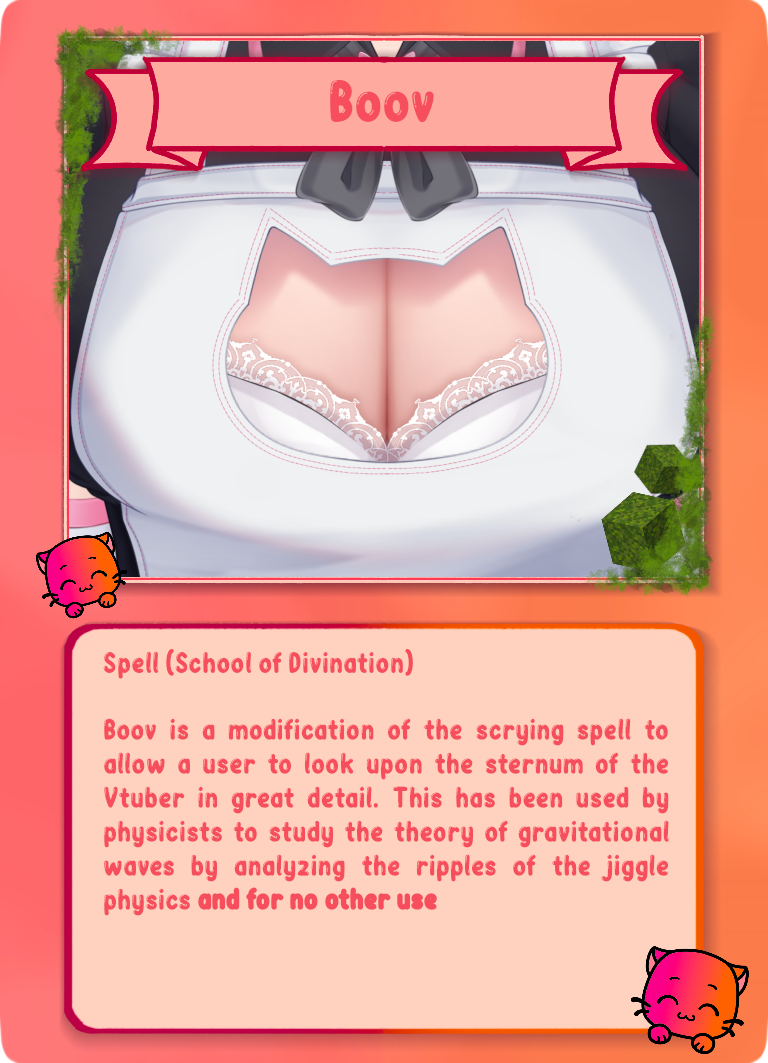 Boov
Spell (School of Divination)
Boov is a modification of the scrying spell to
allow a user to look upon the sternum of the
Vtuber in great detail. This has been used by
physicists to study the theory of gravitational
waves by analyzing the ripples of the jiggle
physics and for no other use